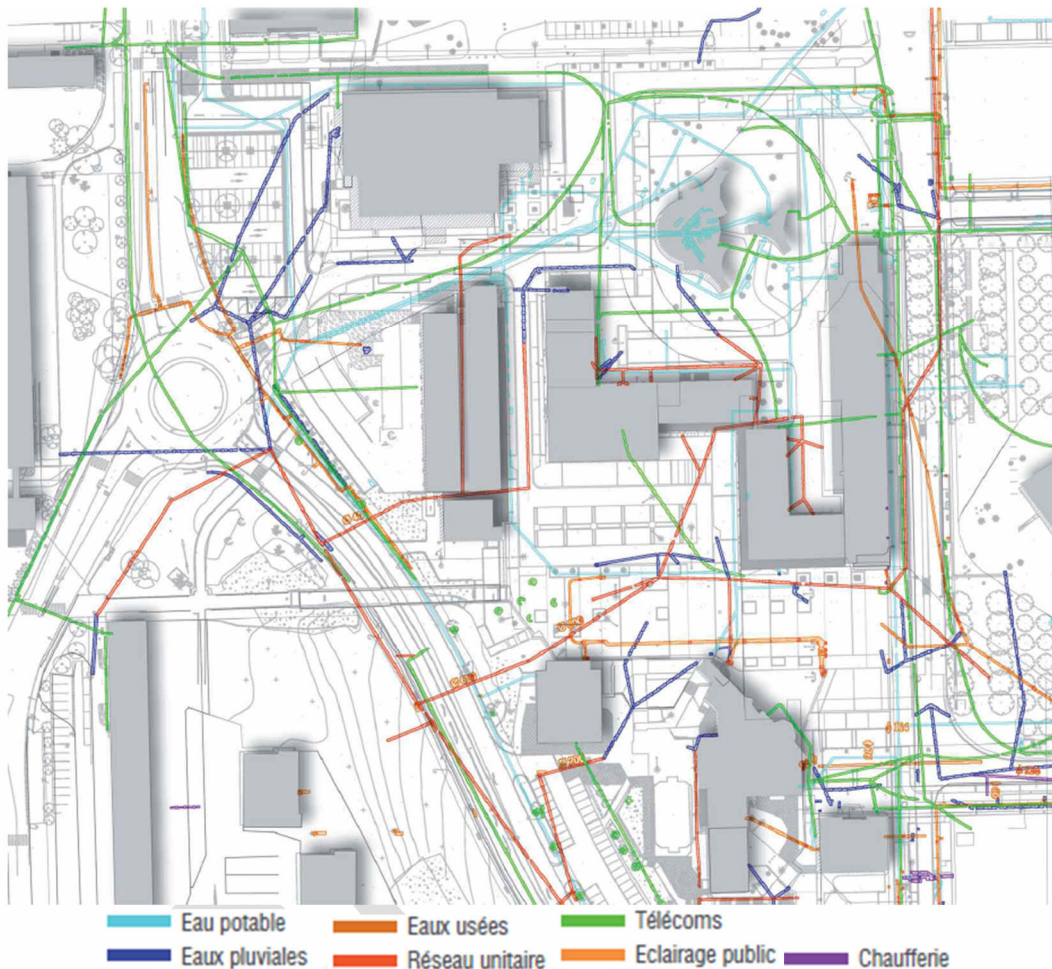 Eau potable
Eaux usées
Télécoms
Eaux pluviales
Réseau unitaire
Eclairage public
Chaufferie